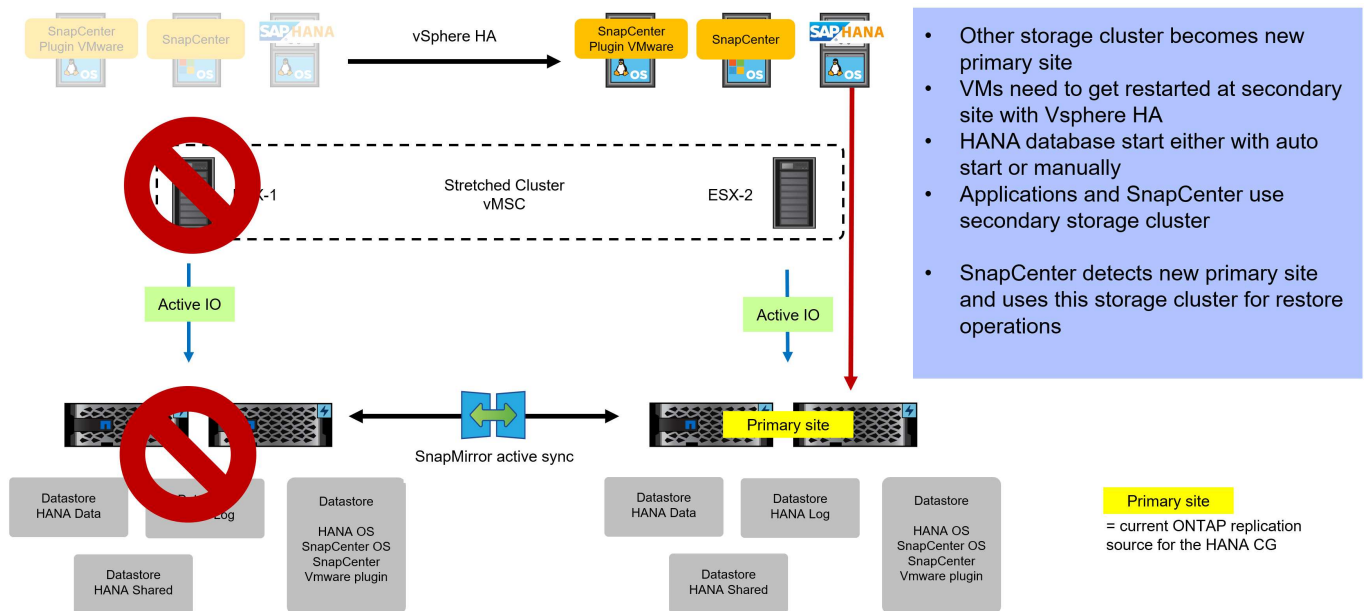 SnapCenter
Plugin VMware
SnapCenter
SAP HANA
OS
OS
OS
vSphere HA
SnapCenter
Plugin VMware
SnapCenter
SAP HANA
OS
OS
OS
• Other storage cluster becomes new
primary site
• VMs need to get restarted at secondary
site with Vsphere HA
• HANA database start either with auto
start or manually
• Applications and SnapCenter use
secondary storage cluster
• SnapCenter detects new primary site
and uses this storage cluster for restore
operations
X-1
Stretched Cluster
vMSC
ESX-2
Active IO
Active IO
Primary site
SnapMirror active sync
Datastore
HANA Data
Log
Datastore
HANA OS
SnapCenter OS
SnapCenter
Vmware plugin
Datastore
HANA Shared
Datastore
HANA Data
Datastore
HANA Log
Datastore
HANA OS
SnapCenter OS
SnapCenter
Vmware plugin
Datastore
HANA Shared
Primary site
= current ONTAP replication
source for the HANA CG